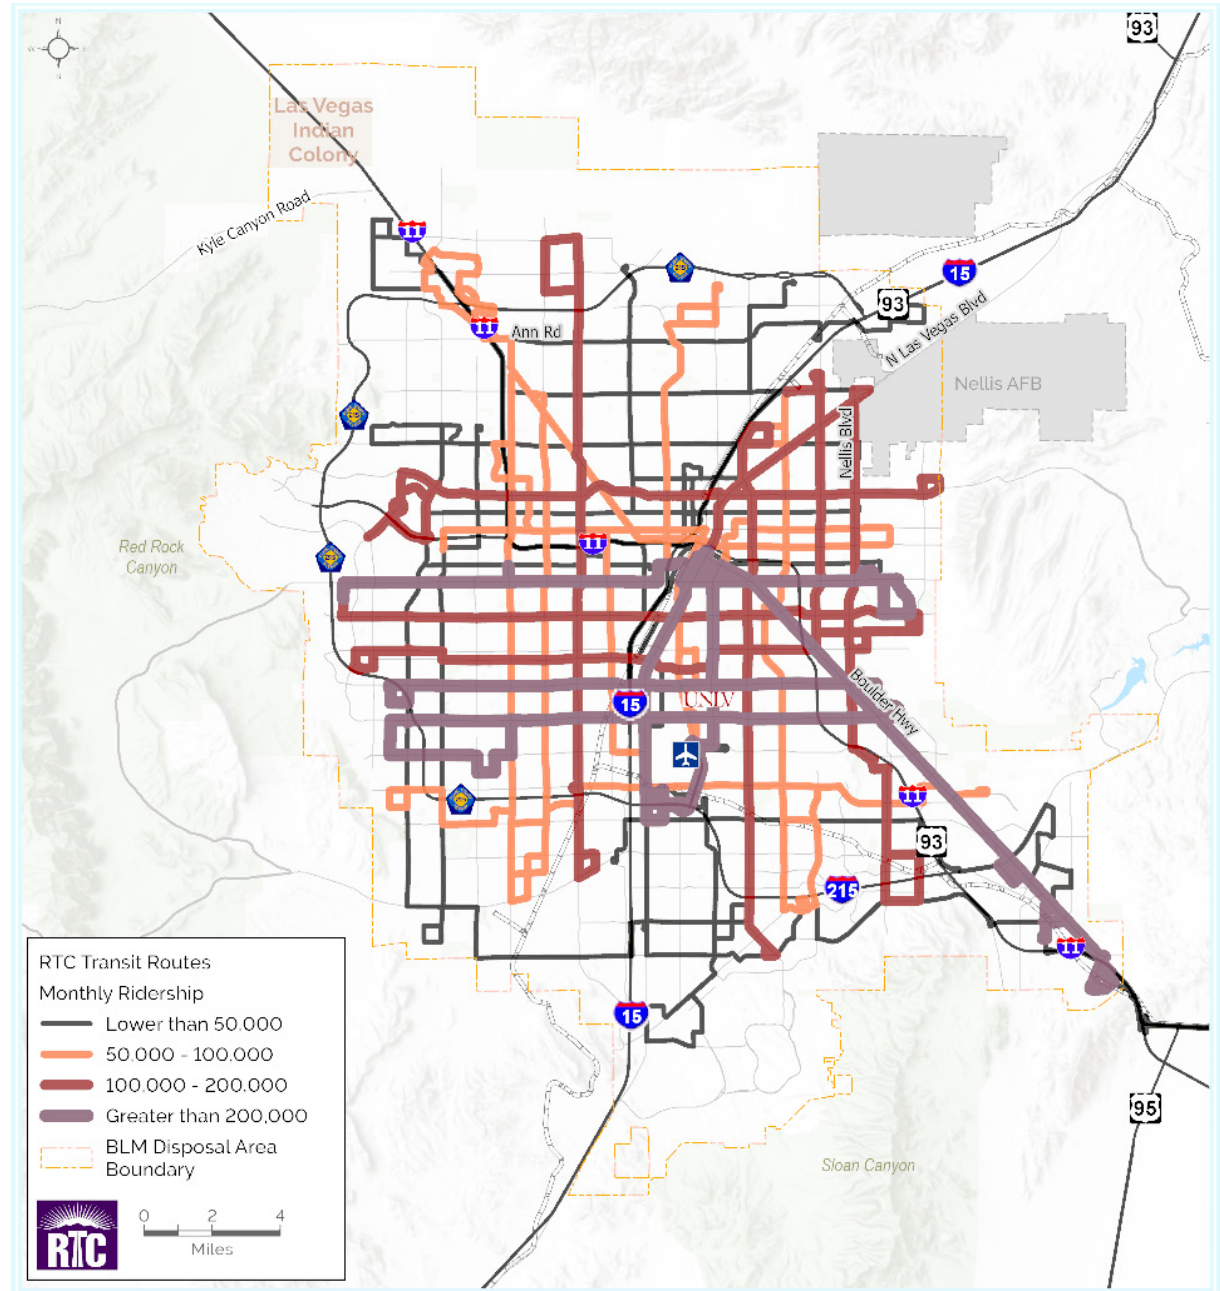 N
W
E
S
93
Las Vegas
Indian
Colony
Kyle Canyon Road
15
93
N Las Vegas Blvd
Ann Rd
Nellis AFB
Nellis Blvd
Red Rock
Canyon
15
UNLV
Boulder Hwy
11
93
215
11
15
95
Sloan Canyon
RTC Transit Routes
Monthly Ridership
Lower than 50.000
50.000 - 100.000
100.000 - 200.000
Greater than 200,000
BLM Disposal Area
Boundary
RTC
0 2 4
Miles